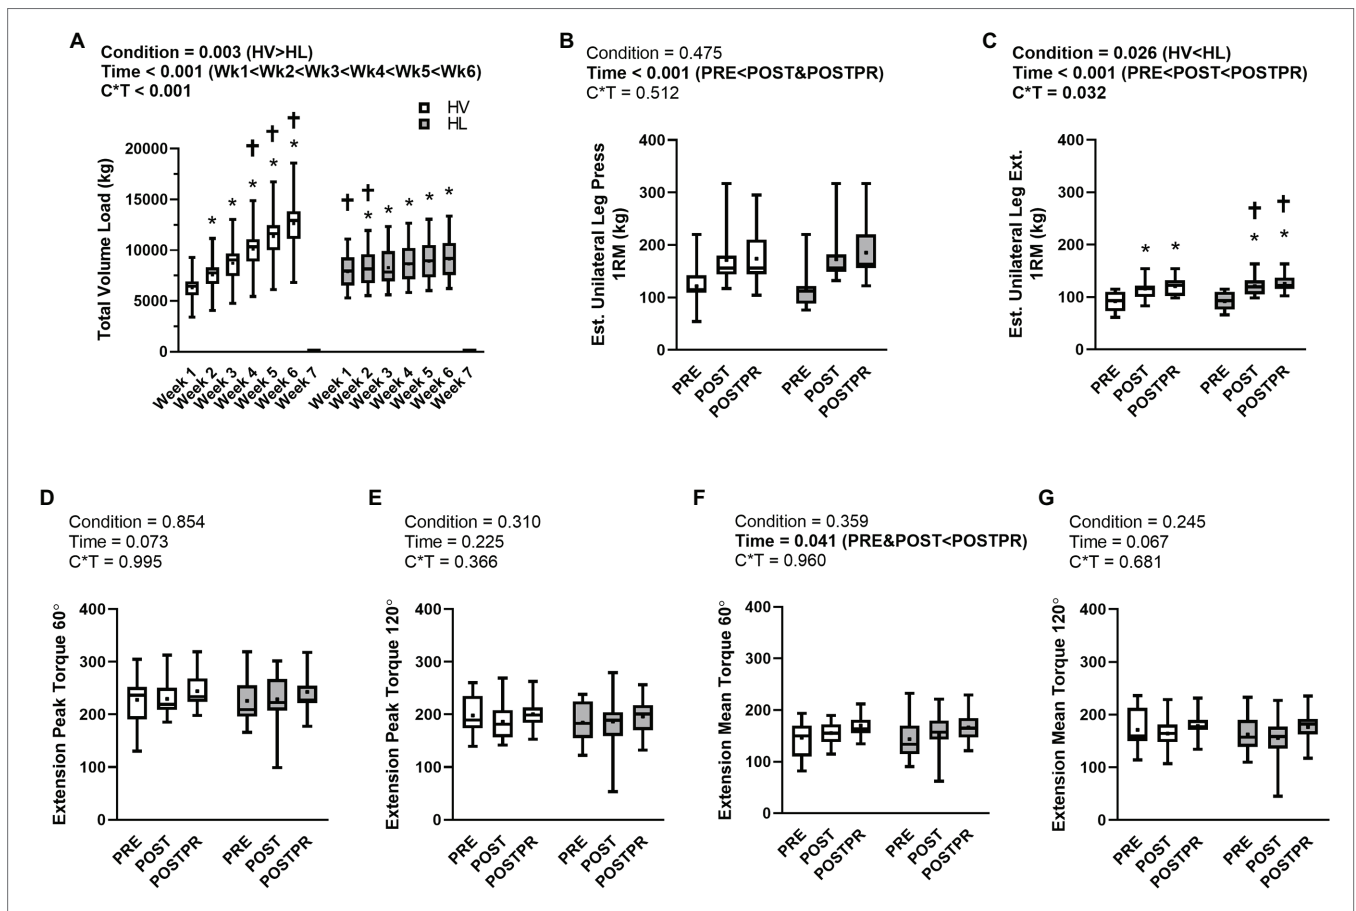 A
Condition = 0.003 (HV>HL)
Time < 0.001 (Wk1<Wk2<Wk3<Wk4<Wk5<Wk6)
C*T < 0.001
HV
HL
Total Volume Load (kg)
20000
15000
10000
5000
0
* * * * *
† † †
† †
* * * * *
Week 1
Week 2
Week 3
Week 4
Week 5
Week 6
Week 7
Week 1
Week 2
Week 3
Week 4
Week 5
Week 6
Week 7
B
Condition = 0.475
Time < 0.001 (PRE<POST&POSTPR)
C*T = 0.512
Est. Unilateral Leg Press
1RM (kg)
400
300
200
100
0
PRE
POST
POSTPR
PRE
POST
POSTPR
C
Condition = 0.026 (HV<HL)
Time < 0.001 (PRE<POST<POSTPR)
C*T = 0.032
Est. Unilateral Leg Ext.
1RM (kg)
400
300
200
100
0
* *
† †
* *
PRE
POST
POSTPR
PRE
POST
POSTPR
D
Condition = 0.854
Time = 0.073
C*T = 0.995
Extension Peak Torque 60°
400
300
200
100
0
PRE
POST
POSTPR
PRE
POST
POSTPR
E
Condition = 0.310
Time = 0.225
C*T = 0.366
Extension Peak Torque 120°
400
300
200
100
0
PRE
POST
POSTPR
PRE
POST
POSTPR
F
Condition = 0.359
Time = 0.041 (PRE&POST<POSTPR)
C*T = 0.960
Extension Mean Torque 60°
400
300
200
100
0
PRE
POST
POSTPR
PRE
POST
POSTPR
G
Condition = 0.245
Time = 0.067
C*T = 0.681
Extension Mean Torque 120°
400
300
200
100
0
PRE
POST
POSTPR
PRE
POST
POSTPR